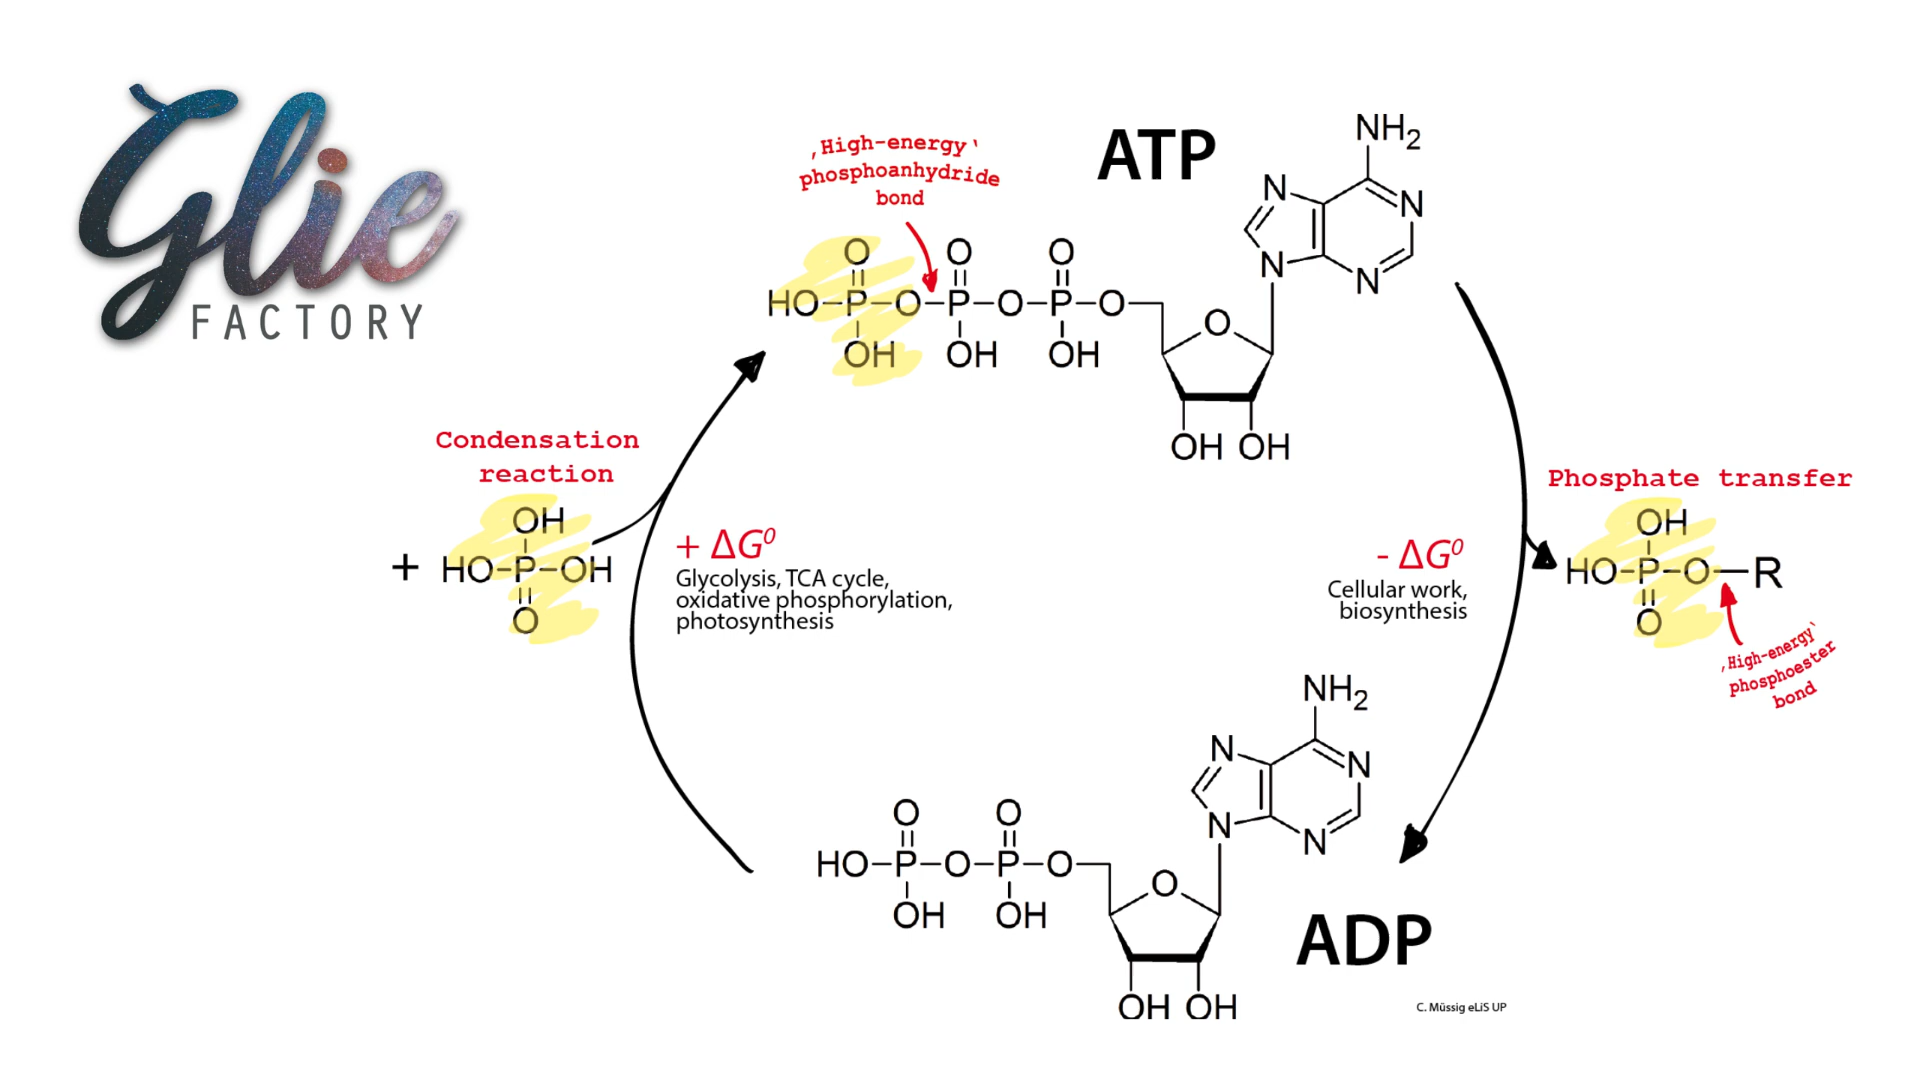 Glie
FACTORY
‚High-energy‘
phosphoanhydride
bond
ATP
NH2
N
N
N
N
O
O
O
HO-P-O-P-O-P-O
OH
OH
OH
O
OH OH
Condensation
reaction
OH
+ HO-P-OH
O
+ ΔG⁰
Glycolysis, TCA cycle,
oxidative phosphorylation,
photosynthesis
- ΔG⁰
Cellular work,
biosynthesis
Phosphate transfer
OH
HO-P-O-R
O
‚High-energy‘
phosphoester
bond
NH2
N
N
N
N
O
O
HO-P-O-P-O
OH
OH
O
OH OH
ADP
C. Müssig eLiS UP